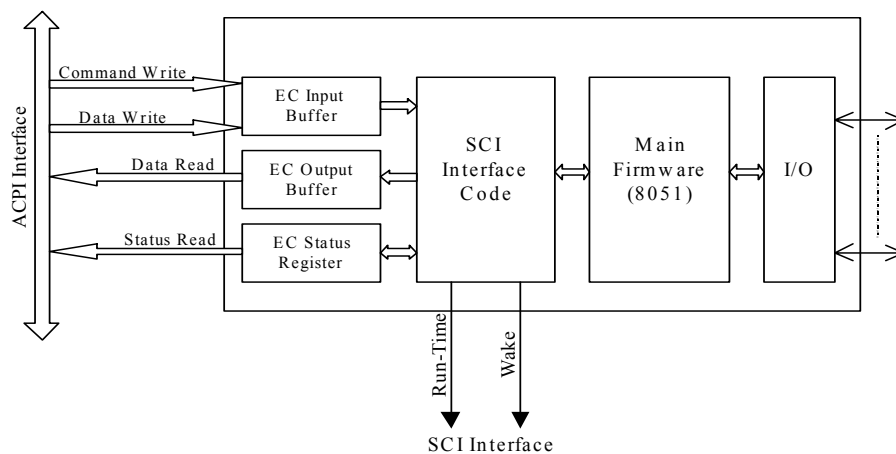 ACPI Interface
Command Write
Data Write
Data Read
Status Read
EC Input
Buffer
EC Output
Buffer
EC Status
Register
SCI
Interface
Code
Main
Firmware
(8051)
I/O
Run-Time
Wake
SCI Interface